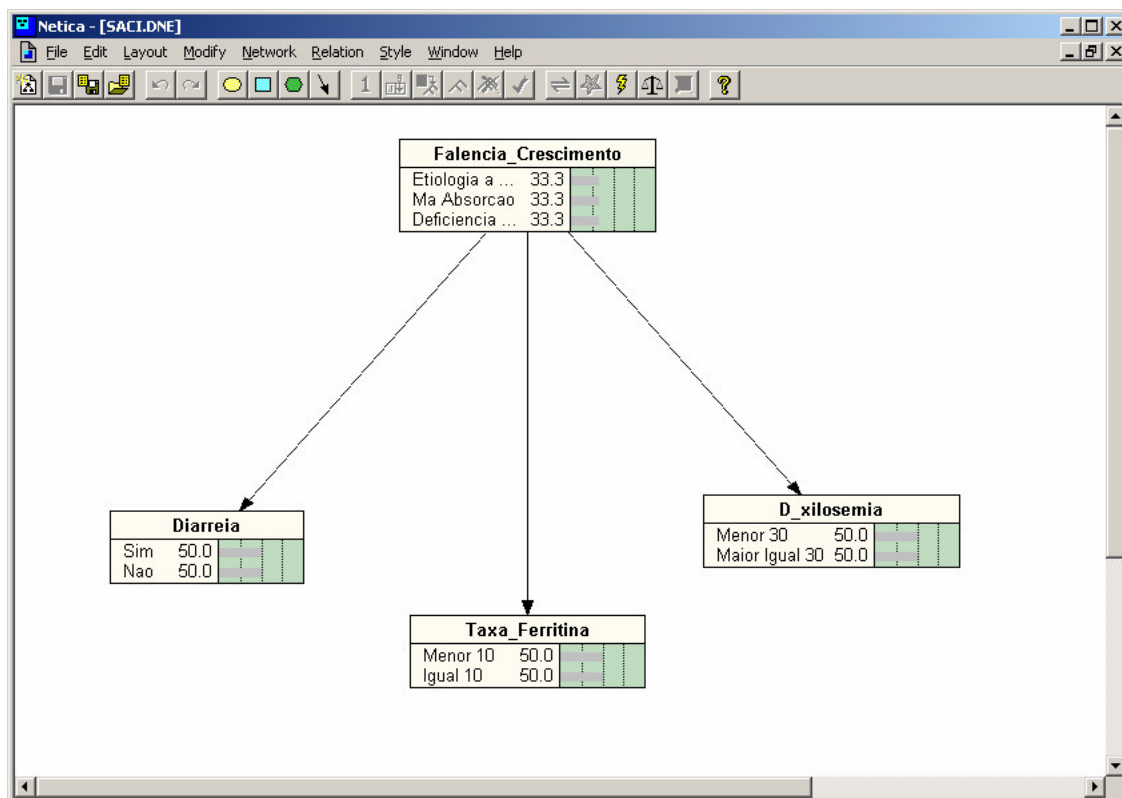 Netica - [SACI.DNE]
File Edit Layout Modify Network Relation Style Window Help
1 ?
Falencia_Crescimento
Etiologia a ... 33.3
Ma Absorcao 33.3
Deficiencia ... 33.3
Diarreia
Sim 50.0
Nao 50.0
D_xilosemia
Menor 30 50.0
Maior Igual 30 50.0
Taxa_Ferritina
Menor 10 50.0
Igual 10 50.0